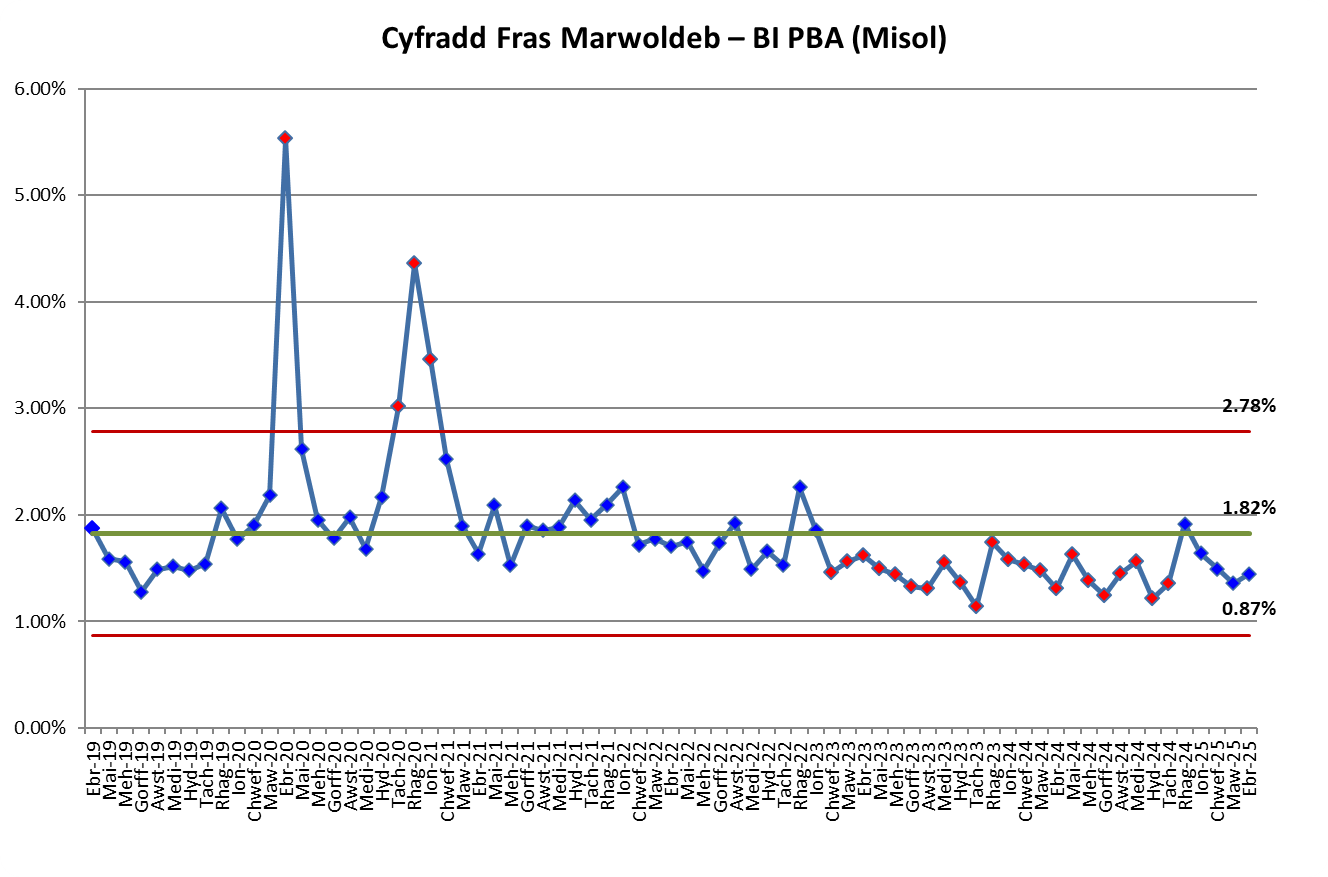 Cyfradd Fras Marwoldeb – BI PBA (Misol)
6.00%
5.00%
4.00%
3.00%
2.00%
1.00%
0.00%
2.78%
1.82%
0.87%
Ebr-19
Mai-19
Meh-19
Gorff-19
Awst-19
Medi-19
Hyd-19
Tach-19
Rhag-19
Ion-20
Chwef-20
Maw-20
Ebr-20
Mai-20
Meh-20
Gorff-20
Awst-20
Medi-20
Hyd-20
Tach-20
Rhag-20
Ion-21
Chwef-21
Maw-21
Ebr-21
Mai-21
Meh-21
Gorff-21
Awst-21
Medi-21
Hyd-21
Tach-21
Rhag-21
Ion-22
Chwef-22
Maw-22
Ebr-22
Mai-22
Meh-22
Gorff-22
Awst-22
Medi-22
Hyd-22
Tach-22
Rhag-22
Ion-23
Chwef-23
Maw-23
Ebr-23
Mai-23
Meh-23
Gorff-23
Awst-23
Medi-23
Hyd-23
Tach-23
Rhag-23
Ion-24
Chwef-24
Maw-24
Ebr-24
Mai-24
Meh-24
Gorff-24
Awst-24
Medi-24
Hyd-24
Tach-24
Rhag-24
Ion-25
Chwef-25
Maw-25
Ebr-25